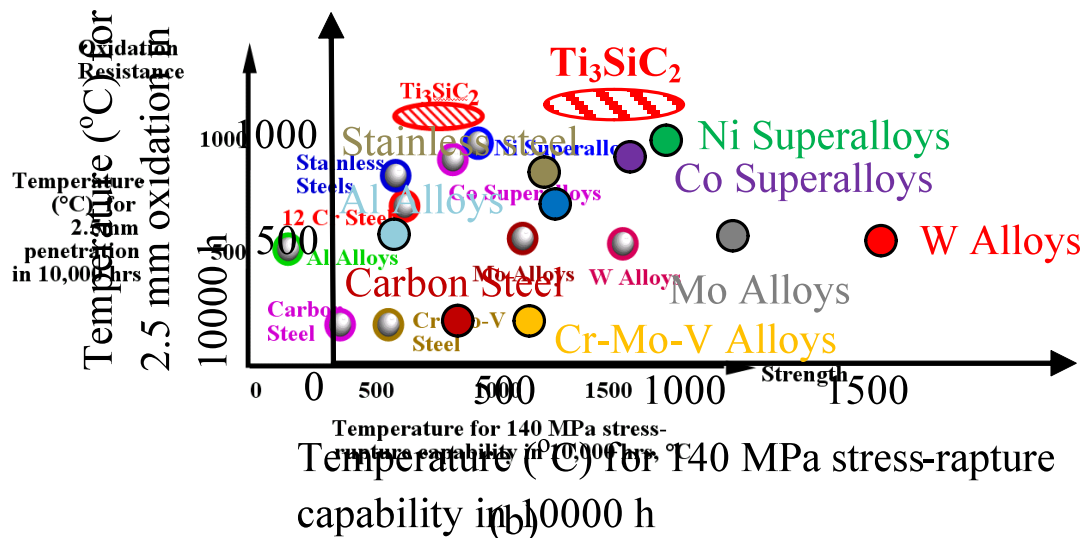 Oxidation
Resistance
Temperature (°C) for
2.5 mm oxidation in
10000 h
Temperature
(°C) for
2.5 mm
penetration
in 10,000 hrs
1000
500
1000
500
Ti₃SiC₂
Ti₃SiC₂
Stainless steel
Ni Superalloys
Ni Superallo
Stainless
Steels
Co Superalloys
Co Superalloys
Al Alloys
12 Cr Steel
W Alloys
Al Alloys
Mo Alloys
W Alloys
Carbon Steel
Mo Alloys
Carbon
Steel
Cr-Mo-V
Steel
Cr-Mo-V Alloys
Strength
0
500
1000
1500
0
500
1000
1500
Temperature for 140 MPa stress-
rupture capability in 10,000 hrs, °C
Temperature (°C) for 140 MPa stress-rapture
capability in 10000 h
(b)